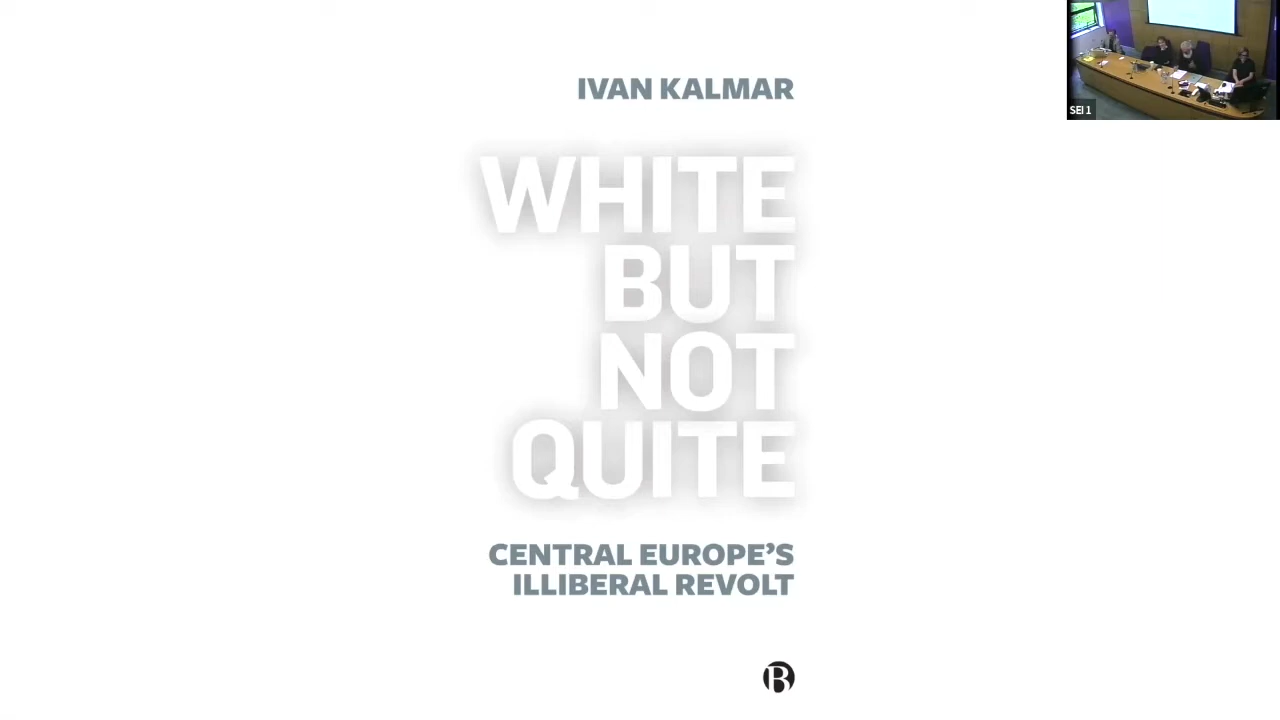 IVAN KALMAR
WHITE
BUT
NOT
QUITE
CENTRAL EUROPE’S
ILLIBERAL REVOLT
B
SEI 1